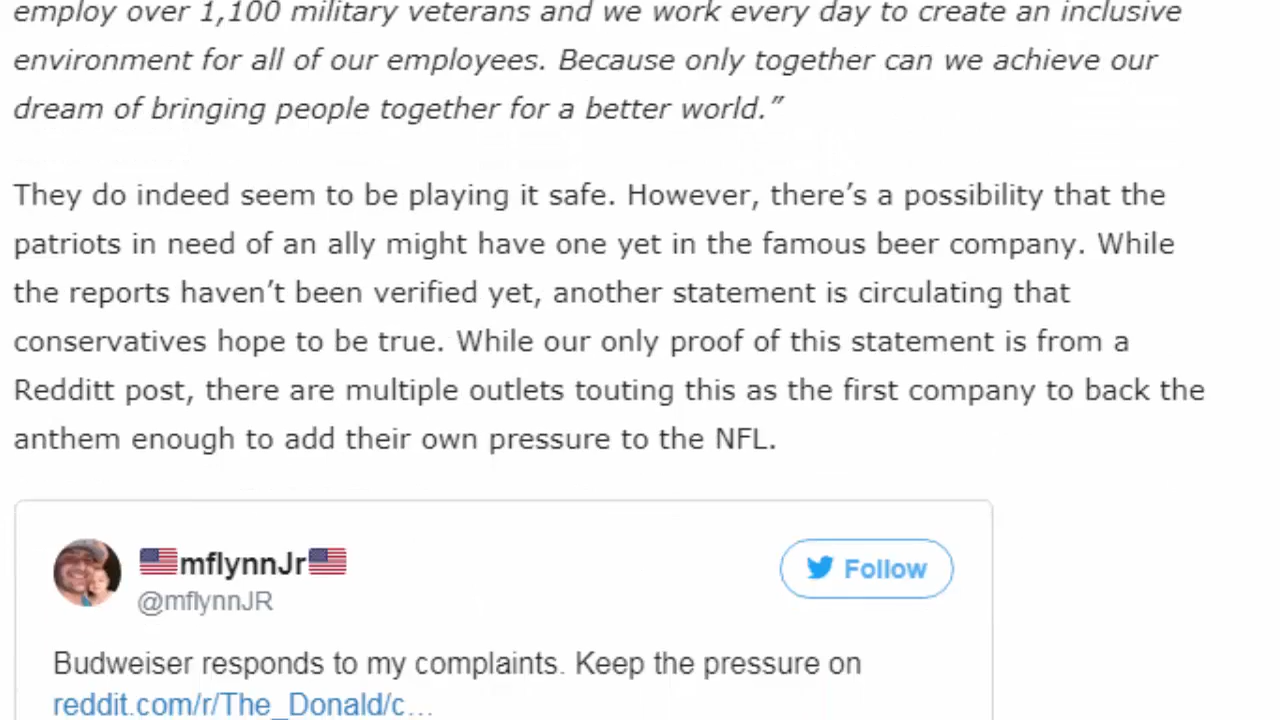 employ over 1,100 military veterans and we work every day to create an inclusive
environment for all of our employees. Because only together can we achieve our
dream of bringing people together for a better world.”
They do indeed seem to be playing it safe. However, there’s a possibility that the
patriots in need of an ally might have one yet in the famous beer company. While
the reports haven’t been verified yet, another statement is circulating that
conservatives hope to be true. While our only proof of this statement is from a
Redditt post, there are multiple outlets touting this as the first company to back the
anthem enough to add their own pressure to the NFL.
🇺🇸mflynnJr🇺🇸
Follow
@mflynnJR
Budweiser responds to my complaints. Keep the pressure on
reddit.com/r/The_Donald/c…